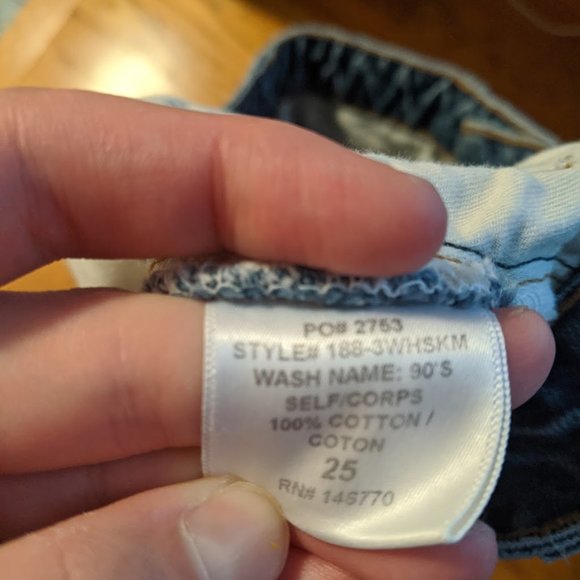 PO# 2753
STYLE# 188-3WHSKM
WASH NAME: 90'S
SELF/CORPS
100% COTTON /
COTON
25
RN# 146770